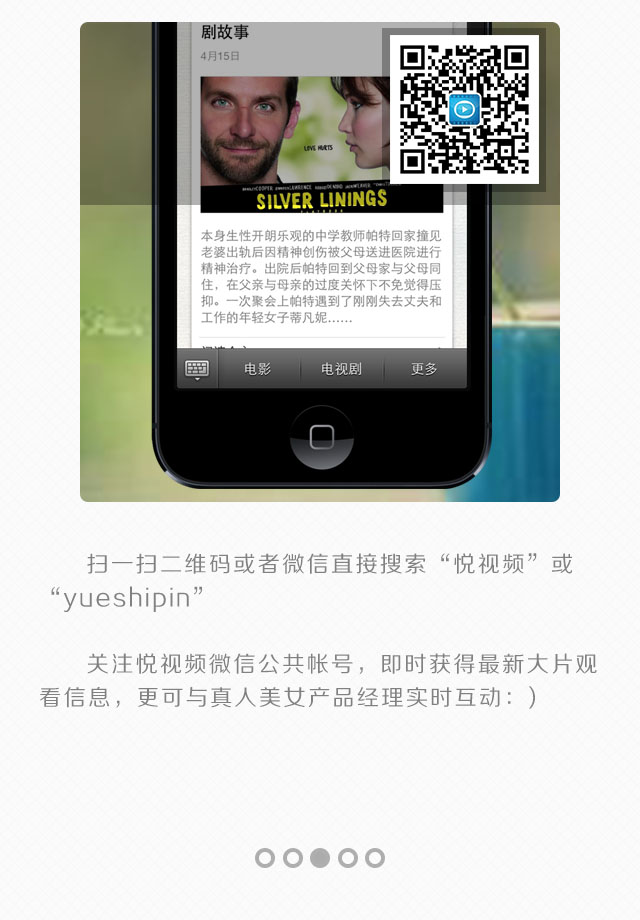 剧故事
4月15日
LOVE HURTS
SILVER LININGS
本身生性开朗乐观的中学教师帕特回家撞见
老婆出轨后因精神创伤被父母送进医院进行
精神治疗。出院后帕特回到父母家与父母同
住，在父亲与母亲的过度关怀下不免觉得压
抑。一次聚会上帕特遇到了刚刚失去丈夫和
工作的年轻女子蒂凡妮……
电影 电视剧 更多
扫一扫二维码或者微信直接搜索“悦视频”或
“yueshipin”
关注悦视频微信公共帐号，即时获得最新大片观
看信息，更可与真人美女产品经理实时互动：)